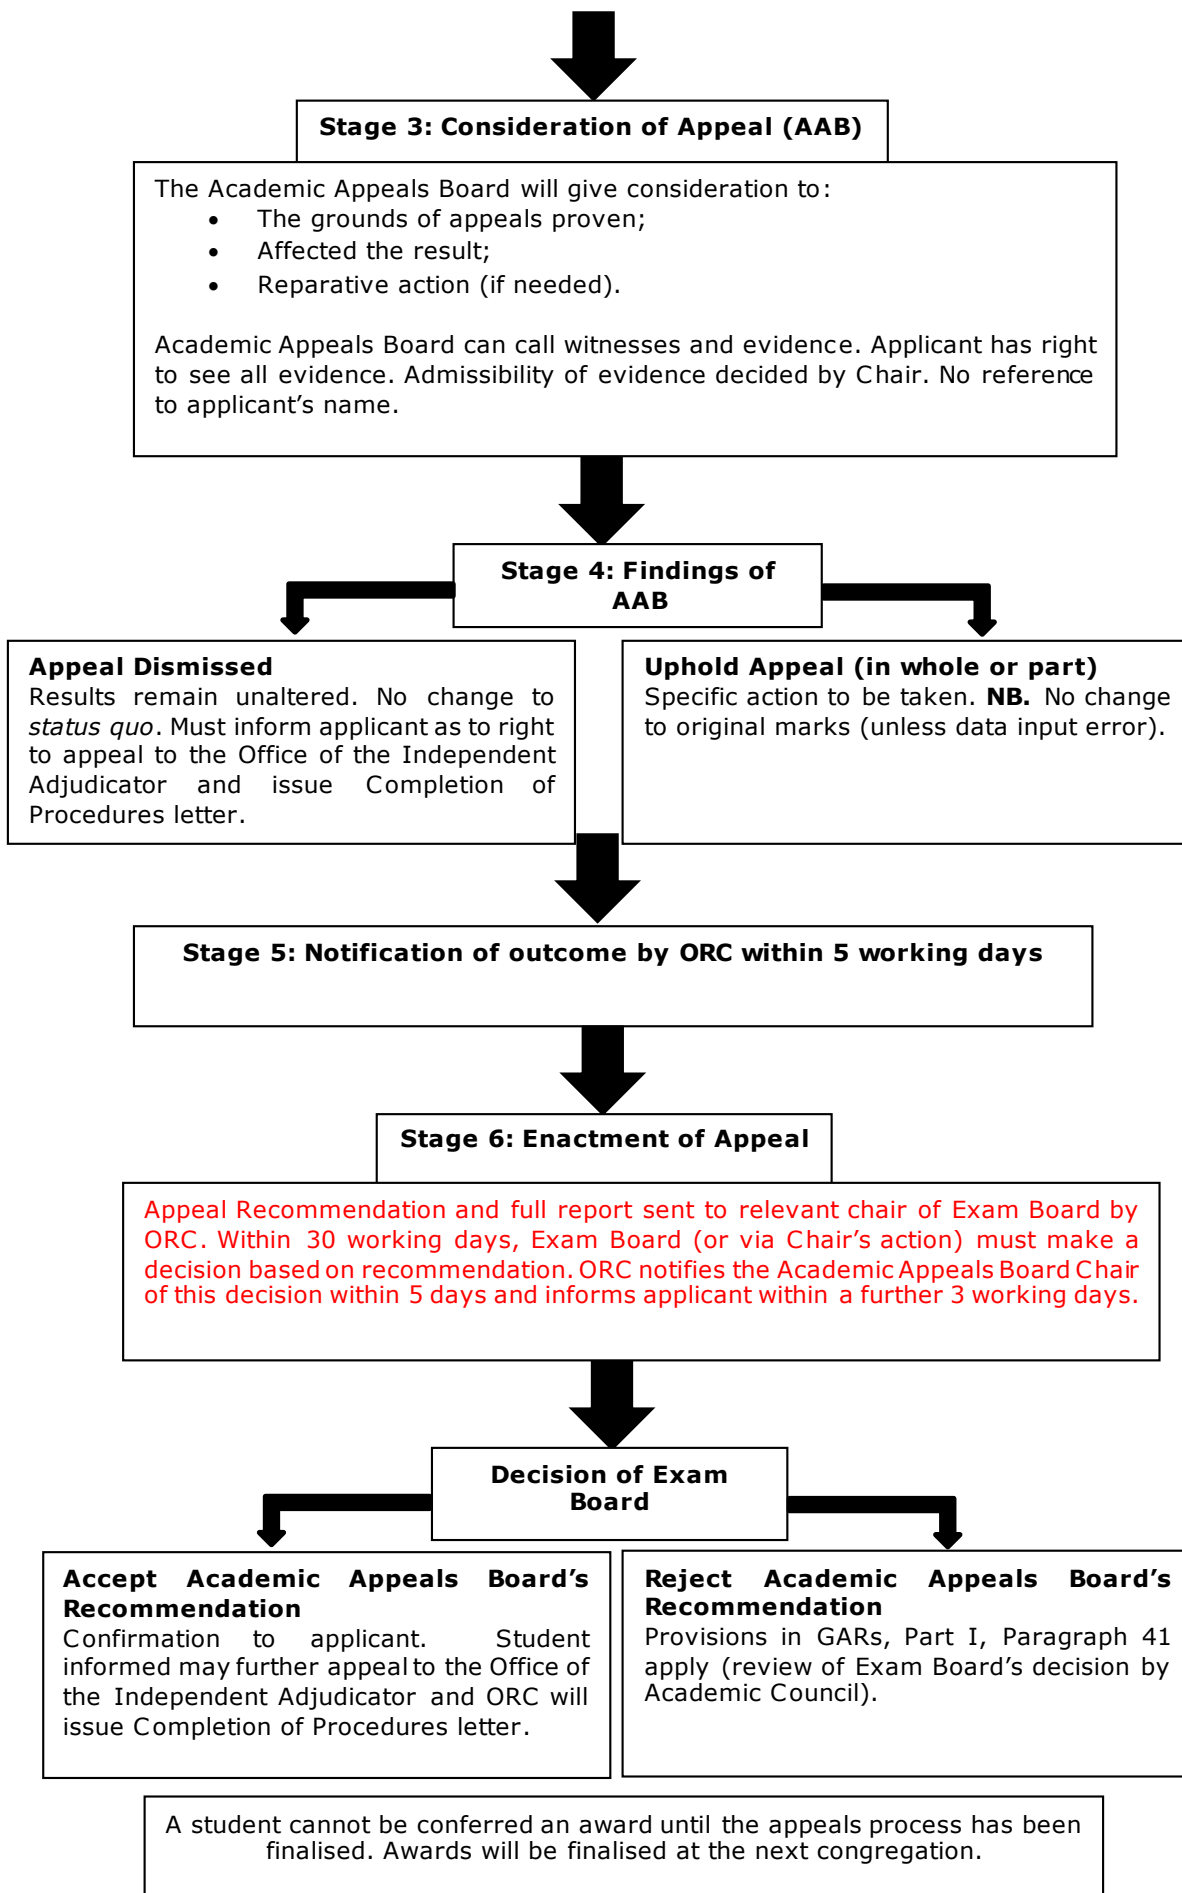 Stage 3: Consideration of Appeal (AAB)
The Academic Appeals Board will give consideration to:
• The grounds of appeals proven;
• Affected the result;
• Reparative action (if needed).
Academic Appeals Board can call witnesses and evidence. Applicant has right
to see all evidence. Admissibility of evidence decided by Chair. No reference
to applicant’s name.
Stage 4: Findings of
AAB
Appeal Dismissed
Results remain unaltered. No change to
status quo. Must inform applicant as to right
to appeal to the Office of the Independent
Adjudicator and issue Completion of
Procedures letter.
Uphold Appeal (in whole or part)
Specific action to be taken. NB. No change
to original marks (unless data input error).
Stage 5: Notification of outcome by ORC within 5 working days
Stage 6: Enactment of Appeal
Appeal Recommendation and full report sent to relevant chair of Exam Board by
ORC. Within 30 working days, Exam Board (or via Chair’s action) must make a
decision based on recommendation. ORC notifies the Academic Appeals Board Chair
of this decision within 5 days and informs applicant within a further 3 working days.
Decision of Exam
Board
Accept Academic Appeals Board’s
Recommendation
Confirmation to applicant. Student
informed may further appeal to the Office of
the Independent Adjudicator and ORC will
issue Completion of Procedures letter.
Reject Academic Appeals Board’s
Recommendation
Provisions in GARs, Part I, Paragraph 41
apply (review of Exam Board’s decision by
Academic Council).
A student cannot be conferred an award until the appeals process has been
finalised. Awards will be finalised at the next congregation.